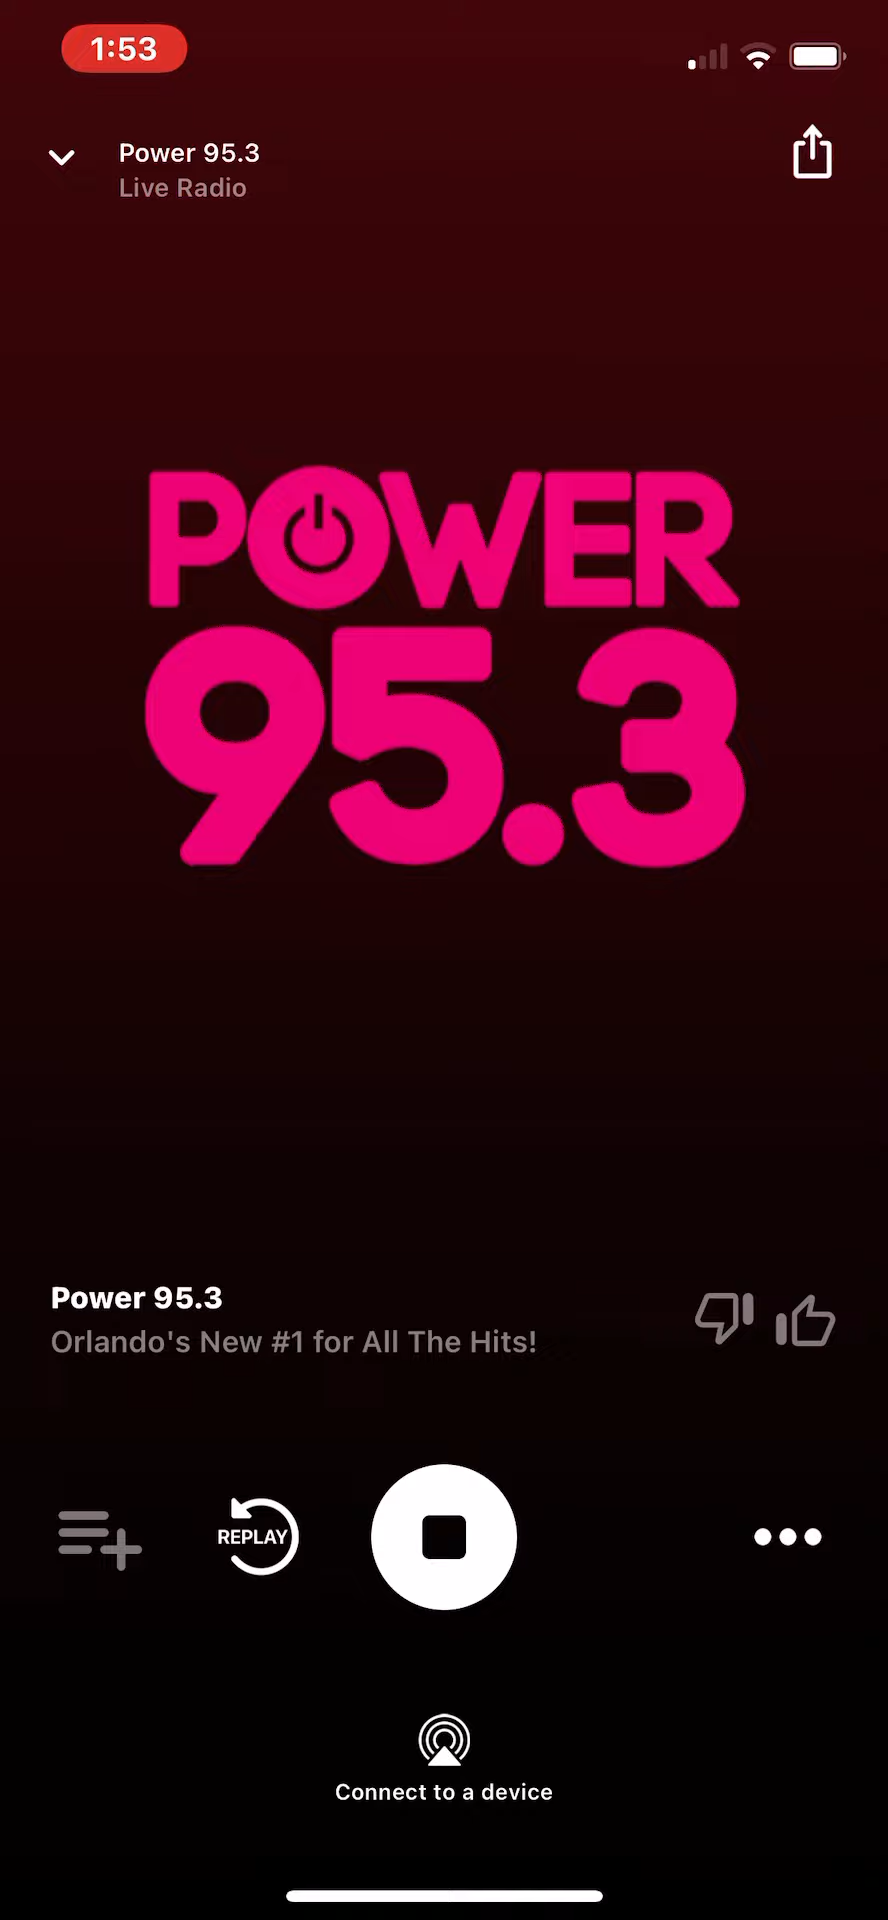 1:53
Power 95.3
Live Radio
POWER
95.3
Power 95.3
Orlando's New #1 for All The Hits!
REPLAY
Connect to a device